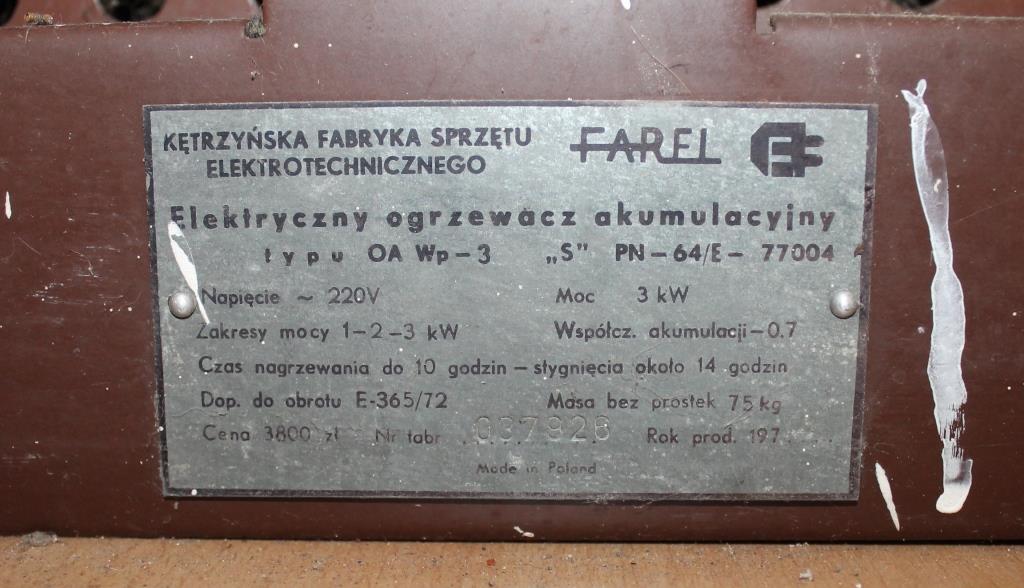 KĘTRZYŃSKA FABRYKA SPRZĘTU
ELEKTROTECHNICZNEGO
FAREL
Elektryczny ogrzewacz akumulacyjny
typu OA Wp-3 „S” PN-64/E-77004
Napięcie ~ 220V Moc 3 kW
Zakresy mocy 1-2-3 kW Współcz. akumulacji-0.7
Czas nagrzewania do 10 godzin - stygnięcia około 14 godzin
Dop. do obrotu E-365/72 Masa bez prostek 75 kg
Cena 3800 zł Nr fabr. 037928 Rok prod. 197
Made in Poland